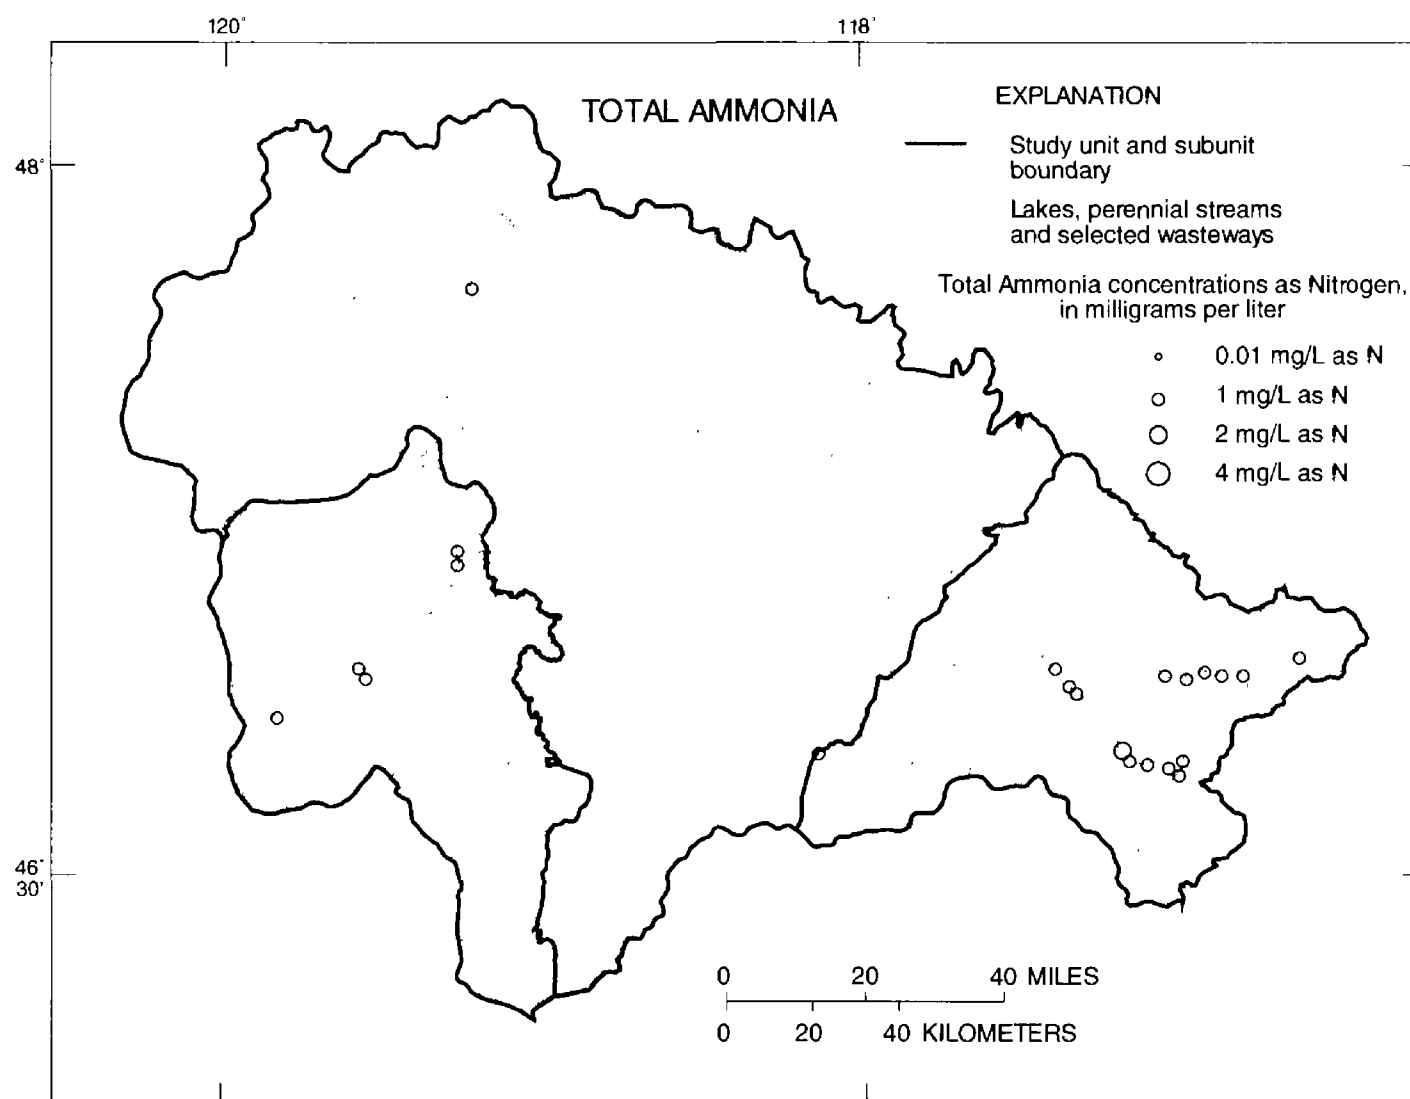 120° 118°
TOTAL AMMONIA
EXPLANATION
Study unit and subunit
boundary
Lakes, perennial streams
and selected wasteways
Total Ammonia concentrations as Nitrogen,
in milligrams per liter
0.01 mg/L as N
1 mg/L as N
2 mg/L as N
4 mg/L as N
48°
46°
30'
0 20 40 MILES
0 20 40 KILOMETERS